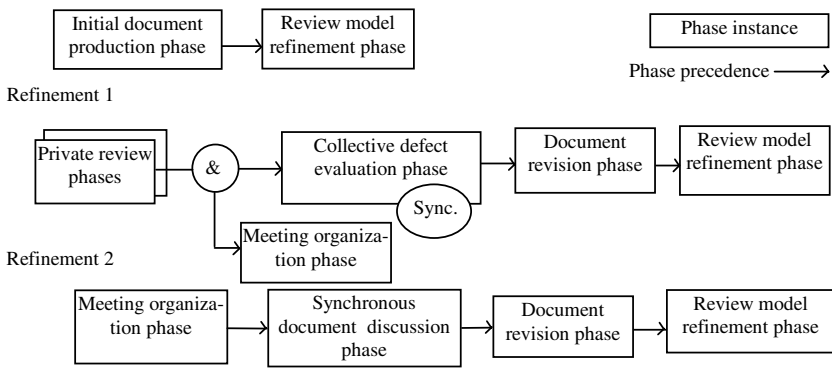 Initial document
production phase
Review model
refinement phase
Phase instance
Phase precedence
Refinement 1
Private review
phases
&
Collective defect
evaluation phase
Sync.
Document
revision phase
Review model
refinement phase
Meeting organiza-
tation phase
Refinement 2
Meeting organiza-
tation phase
Synchronous
document discussion
phase
Document
revision phase
Review model
refinement phase